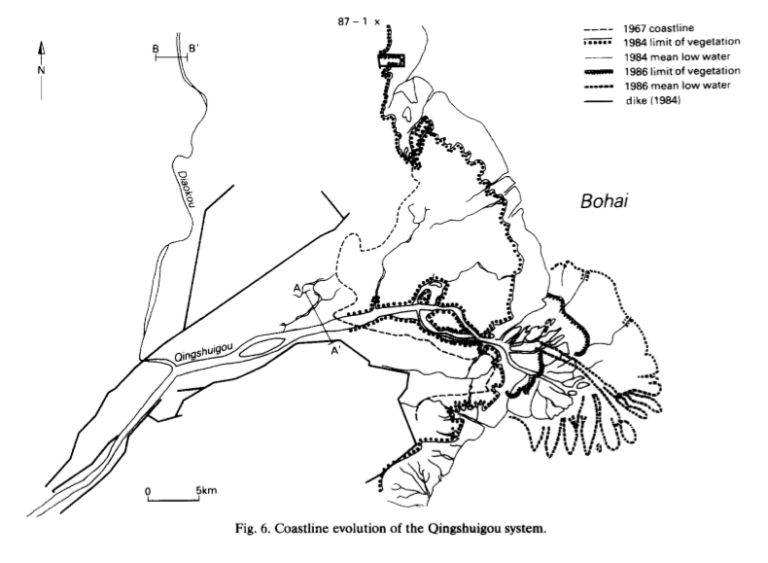 87 – 1 x
1967 coastline
1984 limit of vegetation
1984 mean low water
1986 limit of vegetation
1986 mean low water
dike (1984)
B B'
N
Diaokou
Bohai
A
Qingshuigou
A'
0 5km
Fig. 6. Coastline evolution of the Qingshuigou system.